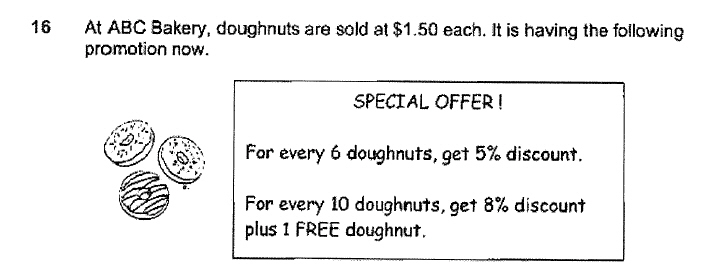 16 At ABC Bakery, doughnuts are sold at $1.50 each. It is having the following
promotion now.
SPECIAL OFFER !
For every 6 doughnuts, get 5% discount.
For every 10 doughnuts, get 8% discount
plus 1 FREE doughnut.